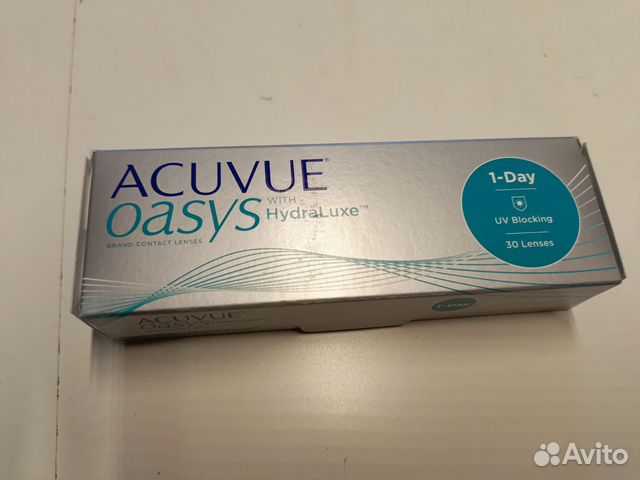 ACUVUE®
oasys WITH HydraLuxe™
BRAND CONTACT LENSES
1-Day
UV Blocking
30 Lenses
ACUVUE®
oasys
1-Day
Avito